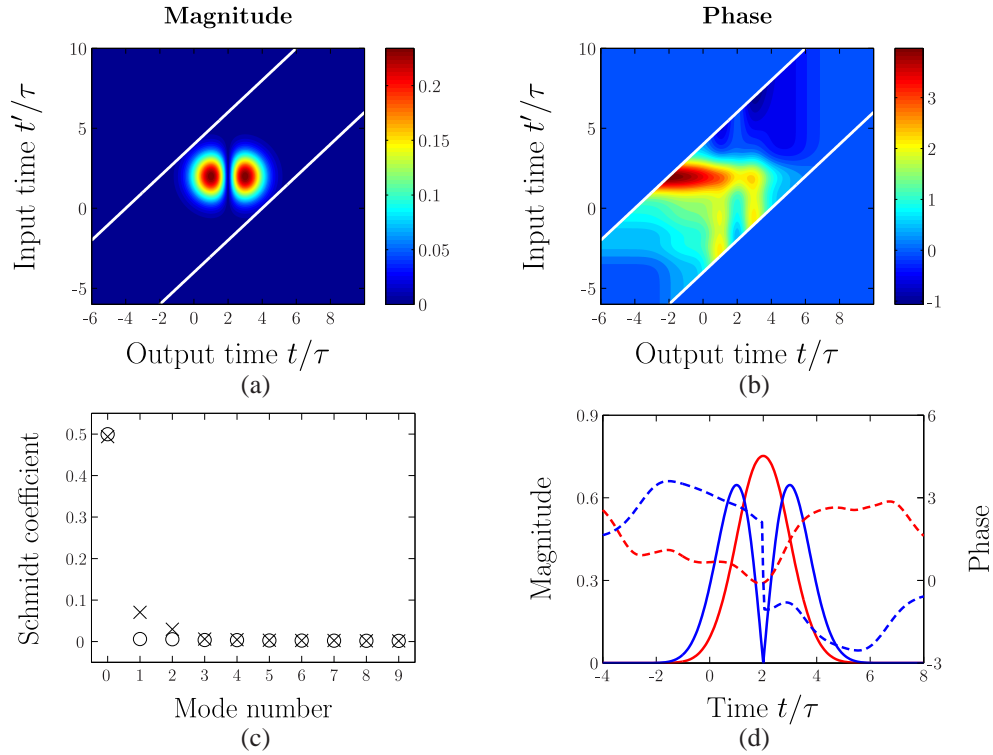 Magnitude
Phase
Input time t′/τ
10
5
0
-5
-6 -4 -2 0 2 4 6 8
0.2
0.15
0.1
0.05
0
Output time t/τ
(a)
Input time t′/τ
10
5
0
-5
-6 -4 -2 0 2 4 6 8
3
2
1
0
-1
Output time t/τ
(b)
Schmidt coefficient
0.5
0.4
0.3
0.2
0.1
0
0 1 2 3 4 5 6 7 8 9
Mode number
(c)
Magnitude
0.9
0.6
0.3
0
-4 -2 0 2 4 6 8
6
3
0
-3
Phase
Time t/τ
(d)